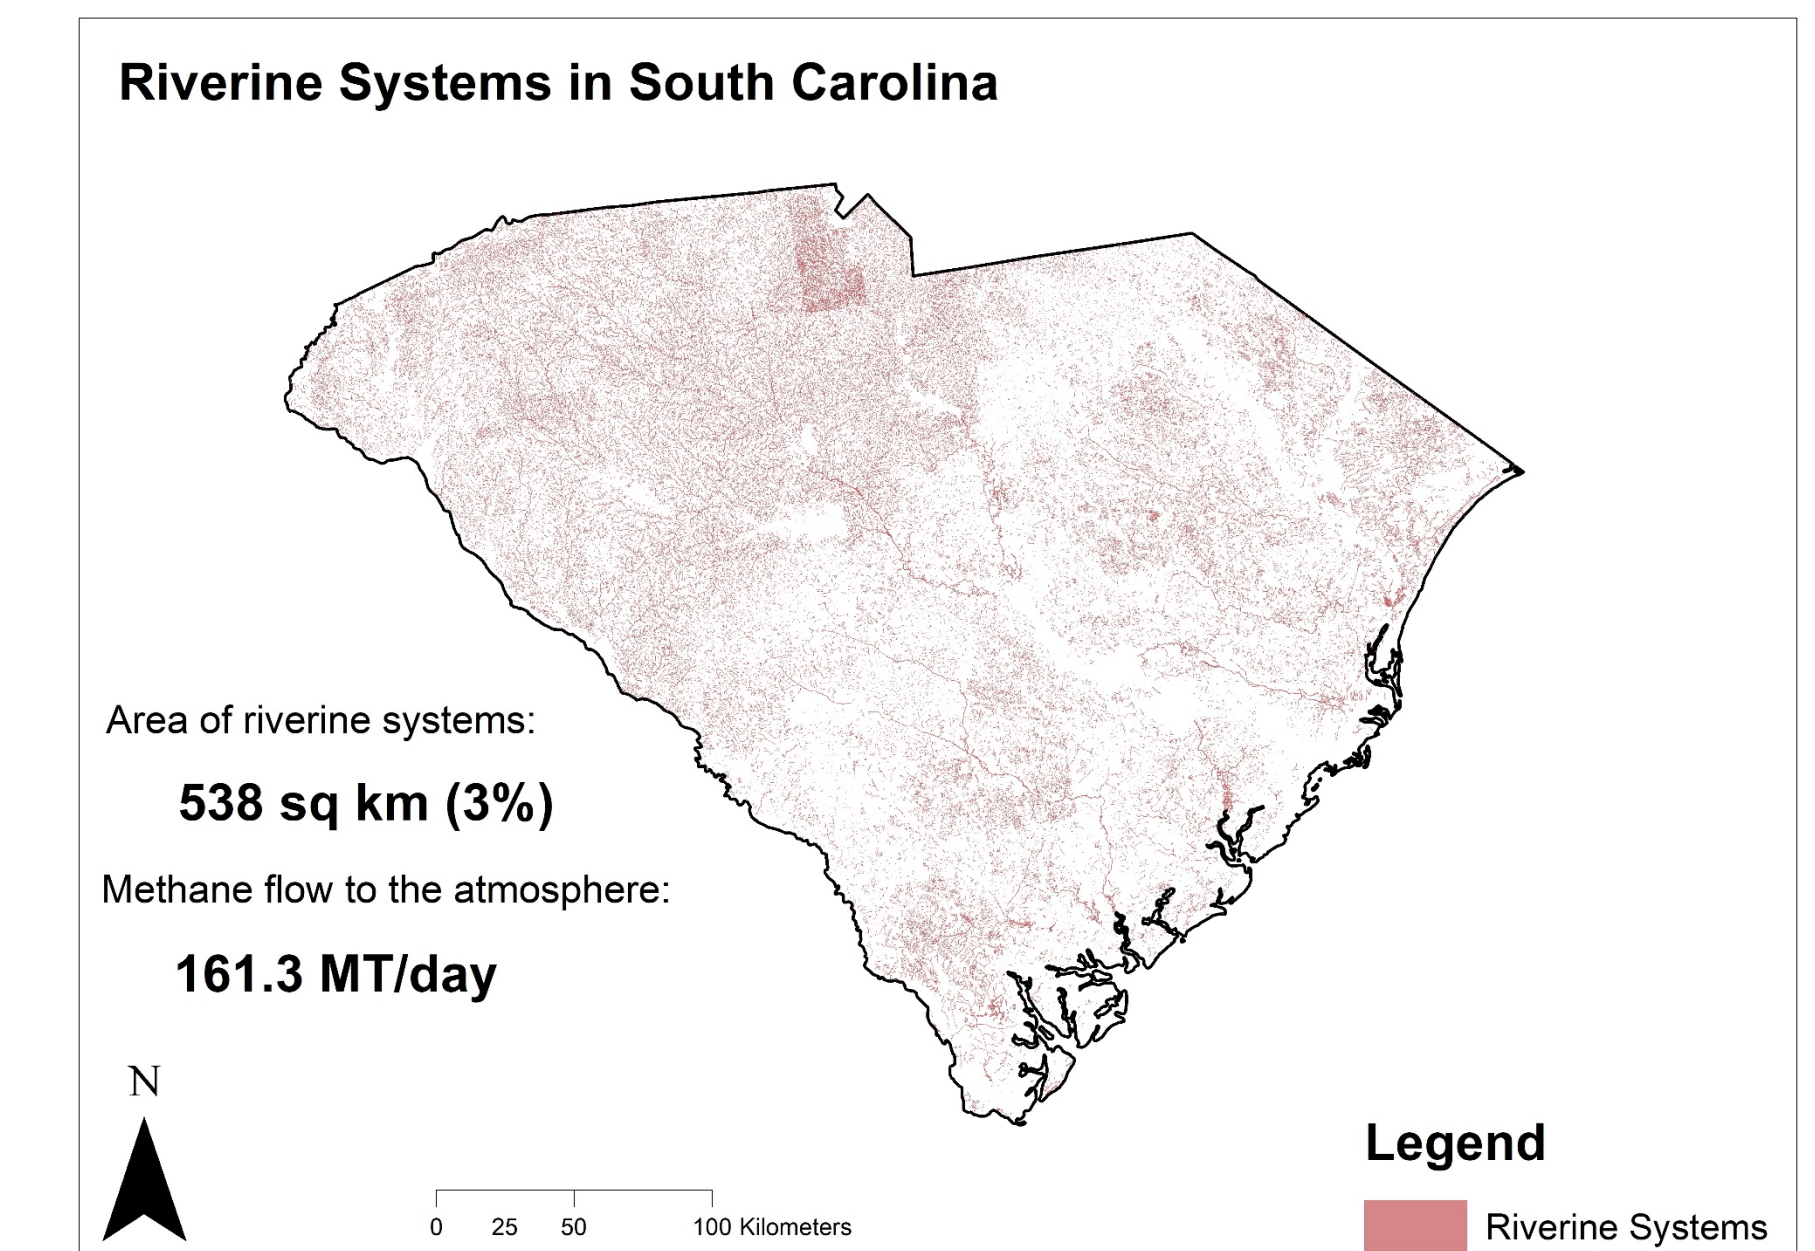 Riverine Systems in South Carolina
Area of riverine systems:
538 sq km (3%)
Methane flow to the atmosphere:
161.3 MT/day
N
0 25 50 100 Kilometers
Legend
Riverine Systems